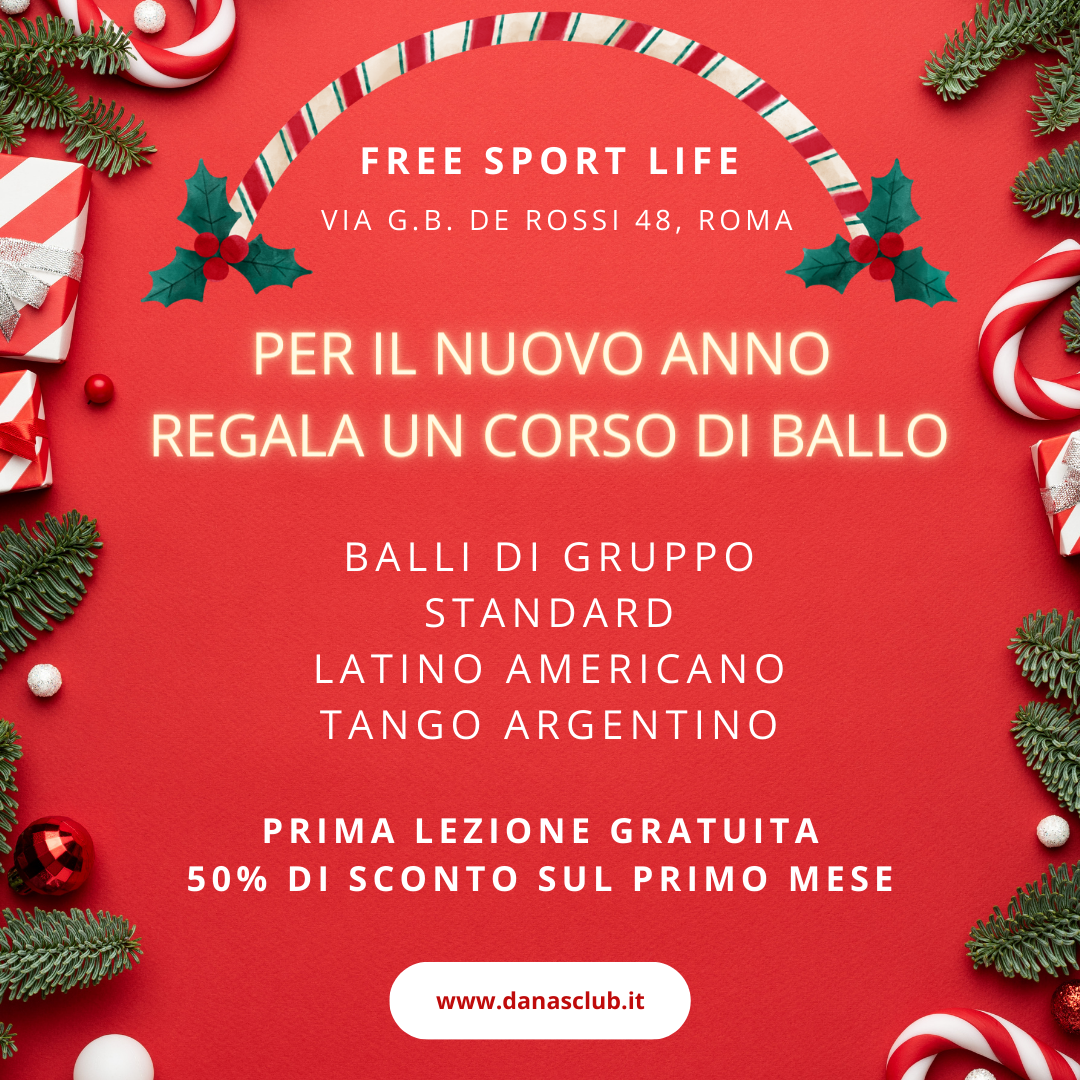 FREE SPORT LIFE
VIA G.B. DE ROSSI 48, ROMA
PER IL NUOVO ANNO
REGALA UN CORSO DI BALLO
BALLI DI GRUPPO
STANDARD
LATINO AMERICANO
TANGO ARGENTINO
PRIMA LEZIONE GRATUITA
50% DI SCONTO SUL PRIMO MESE
www.danasclub.it